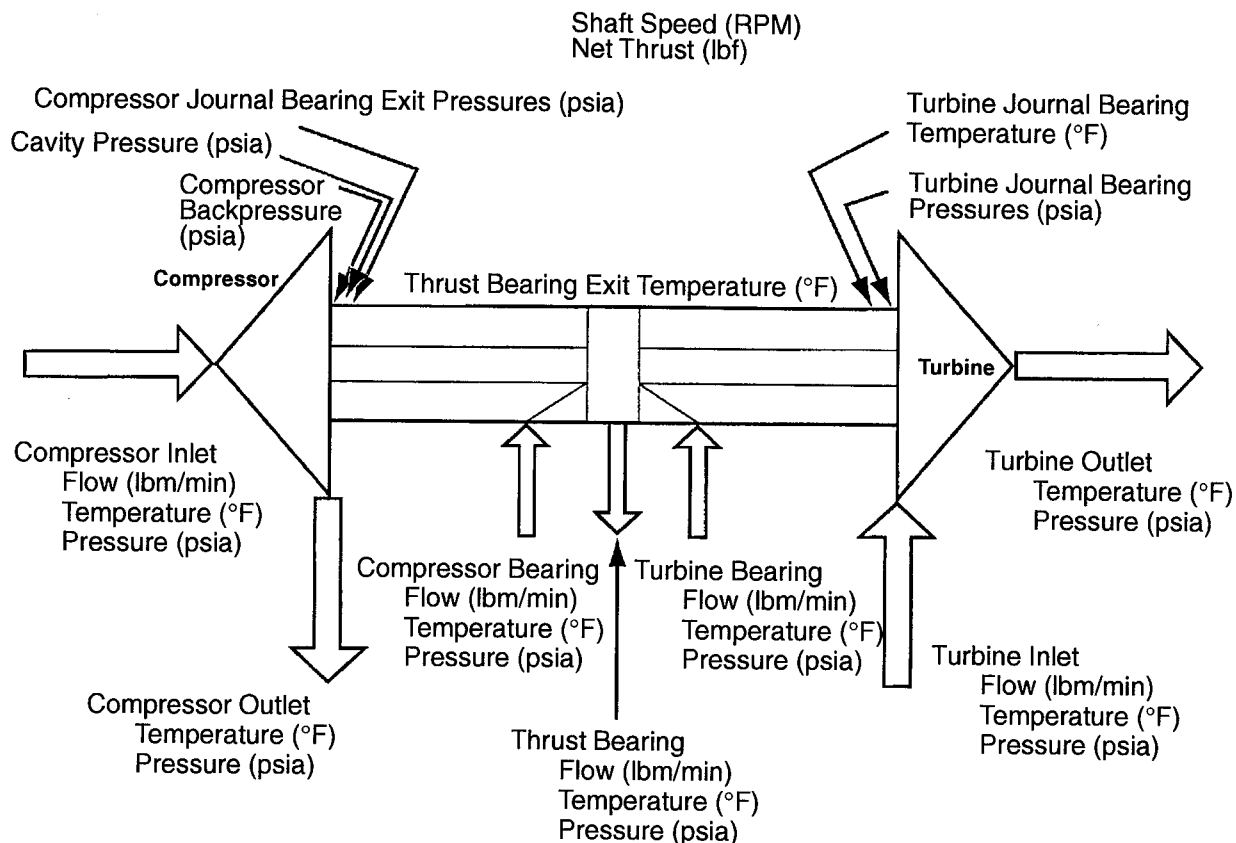 Shaft Speed (RPM)
Net Thrust (lbf)
Compressor Journal Bearing Exit Pressures (psia)
Cavity Pressure (psia)
Compressor
Backpressure
(psia)
Turbine Journal Bearing
Temperature (°F)
Turbine Journal Bearing
Pressures (psia)
Compressor
Thrust Bearing Exit Temperature (°F)
Turbine
Compressor Inlet
Flow (lbm/min)
Temperature (°F)
Pressure (psia)
Turbine Outlet
Temperature (°F)
Pressure (psia)
Compressor Bearing
Flow (lbm/min)
Temperature (°F)
Pressure (psia)
Turbine Bearing
Flow (lbm/min)
Temperature (°F)
Pressure (psia)
Turbine Inlet
Flow (lbm/min)
Temperature (°F)
Pressure (psia)
Compressor Outlet
Temperature (°F)
Pressure (psia)
Thrust Bearing
Flow (lbm/min)
Temperature (°F)
Pressure (psia)